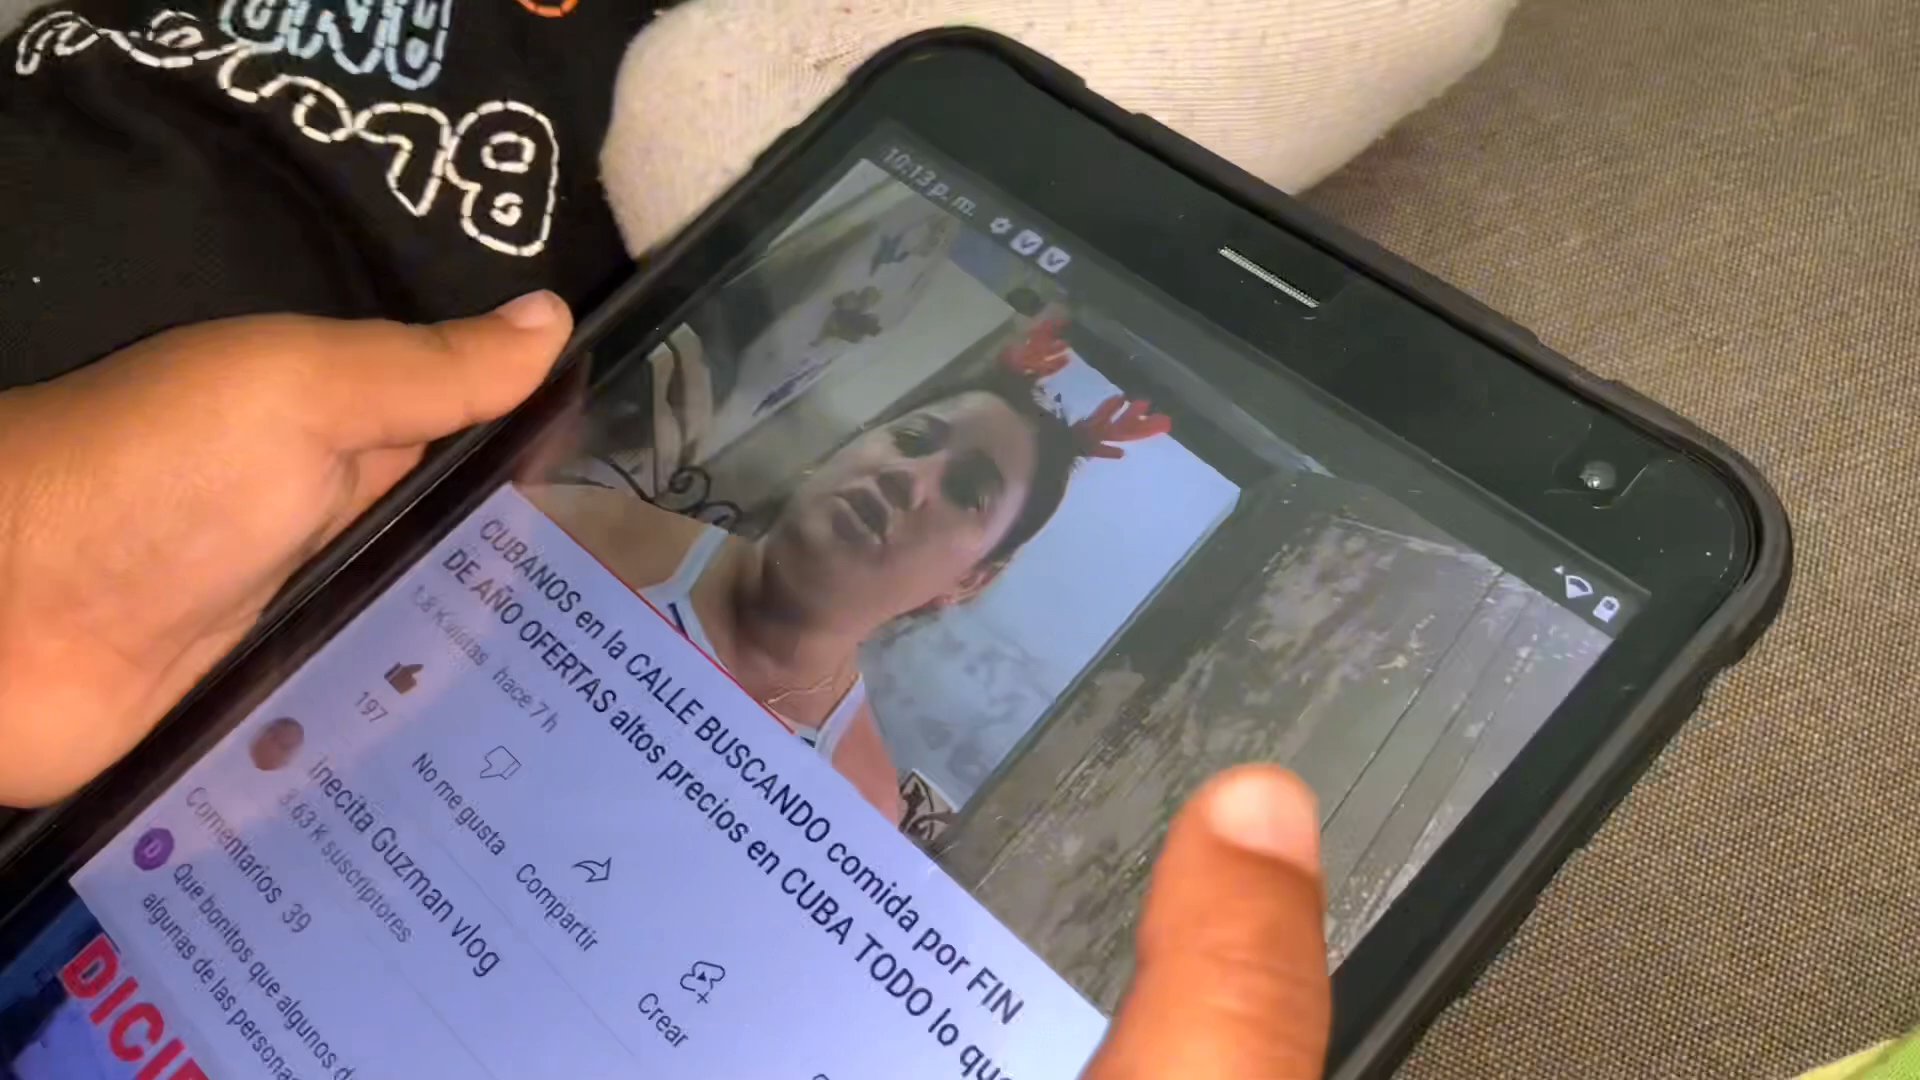 10:13 p. m.
CUBANOS en la CALLE BUSCANDO comida por FIN
DE AÑO OFERTAS altos precios en CUBA TODO lo que
1.8 K vistas hace 7 h
197
No me gusta
Compartir
Crear
Inecita Guzman vlog
3.63 K suscriptores
Comentarios 39
D
Que bonitos que algunos de
algunas de las persona
DICIE